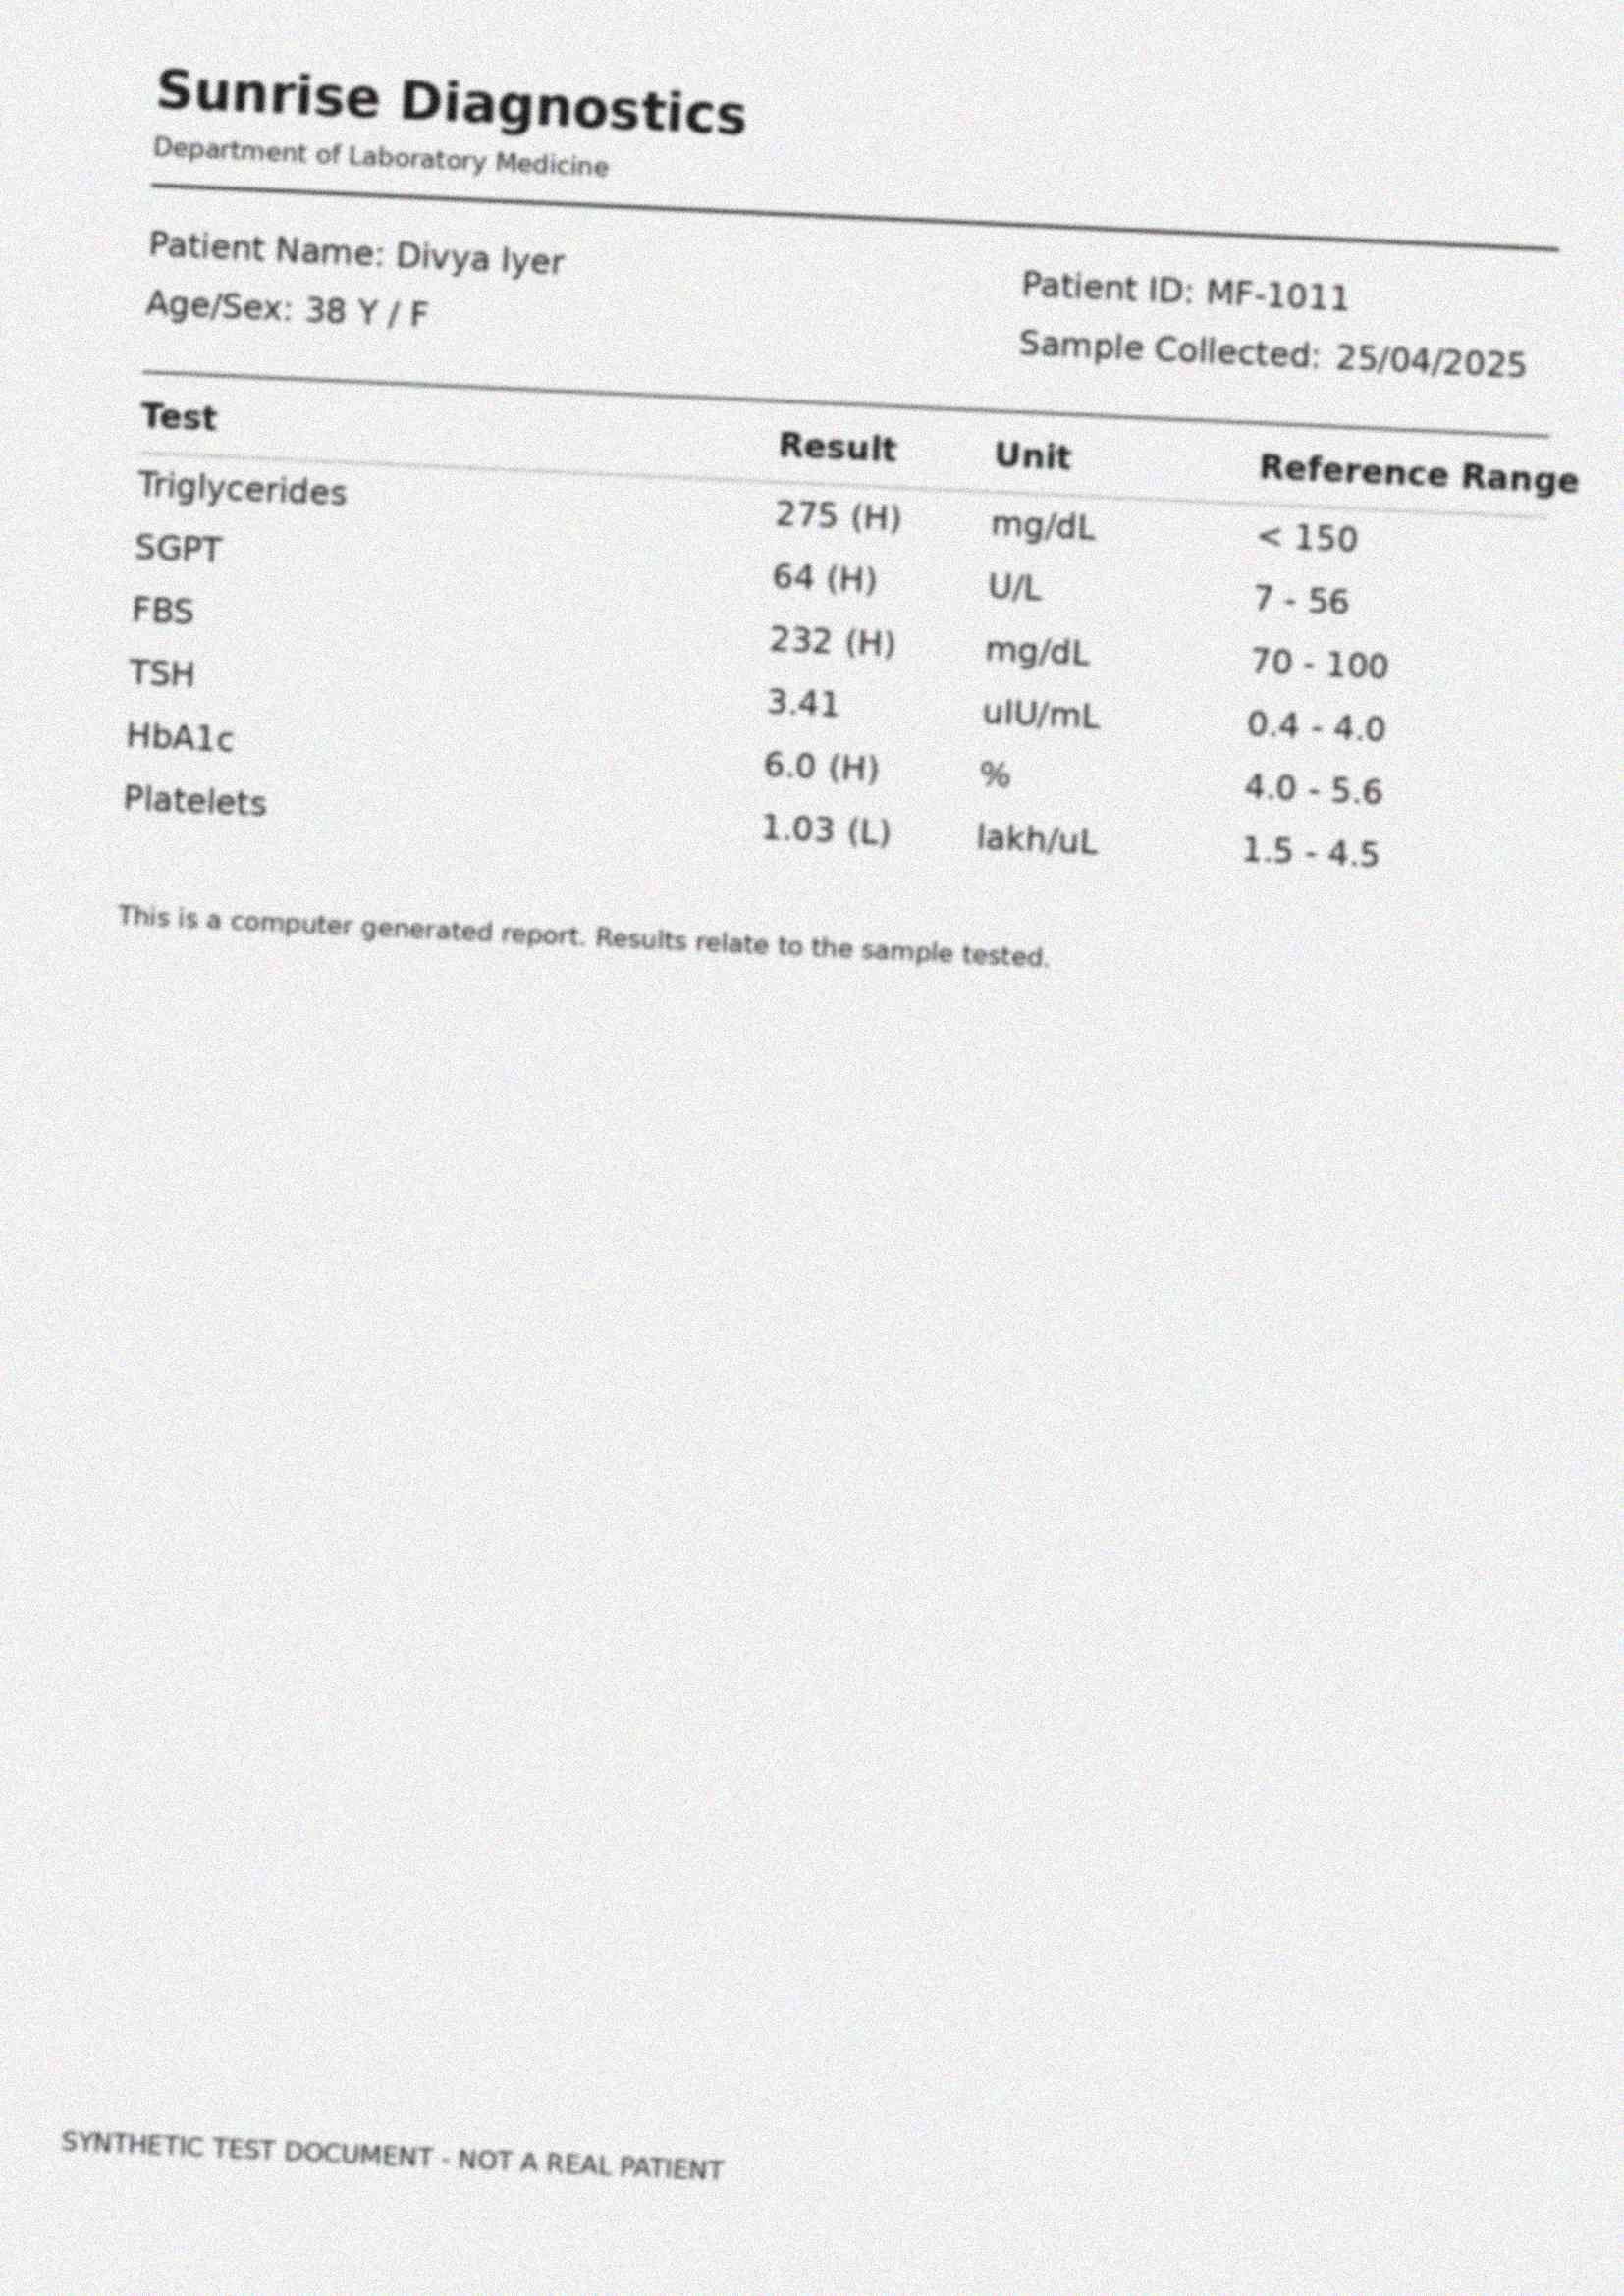 Sunrise Diagnostics
Department of Laboratory Medicine
Patient Name: Divya Iyer Patient ID: MF-1011
Age/Sex: 38 Y / F Sample Collected: 25/04/2025
Test Result Unit Reference Range
Triglycerides 275 (H) mg/dL < 150
SGPT 64 (H) U/L 7 - 56
FBS 232 (H) mg/dL 70 - 100
TSH 3.41 uIU/mL 0.4 - 4.0
HbA1c 6.0 (H) % 4.0 - 5.6
Platelets 1.03 (L) lakh/uL 1.5 - 4.5
This is a computer generated report. Results relate to the sample tested.
SYNTHETIC TEST DOCUMENT - NOT A REAL PATIENT